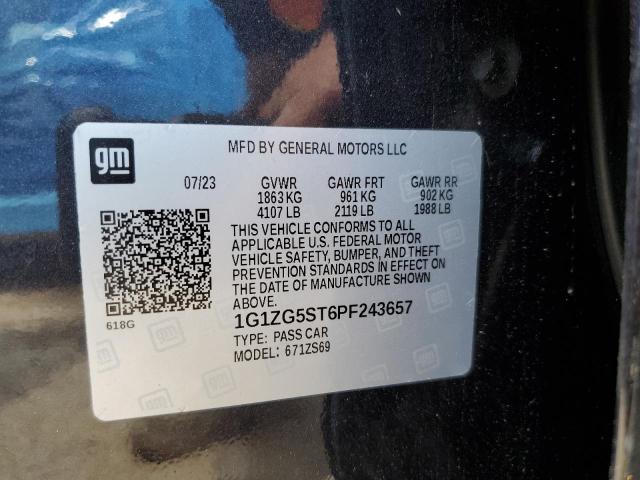 gm
MFD BY GENERAL MOTORS LLC
07/23 GVWR GAWR FRT GAWR RR
1863 KG 961 KG 902 KG
4107 LB 2119 LB 1988 LB
THIS VEHICLE CONFORMS TO ALL
APPLICABLE U.S. FEDERAL MOTOR
VEHICLE SAFETY, BUMPER, AND THEFT
PREVENTION STANDARDS IN EFFECT ON
THE DATE OF MANUFACTURE SHOWN
ABOVE.
618G
1G1ZG5ST6PF243657
TYPE: PASS CAR
MODEL: 671ZS69